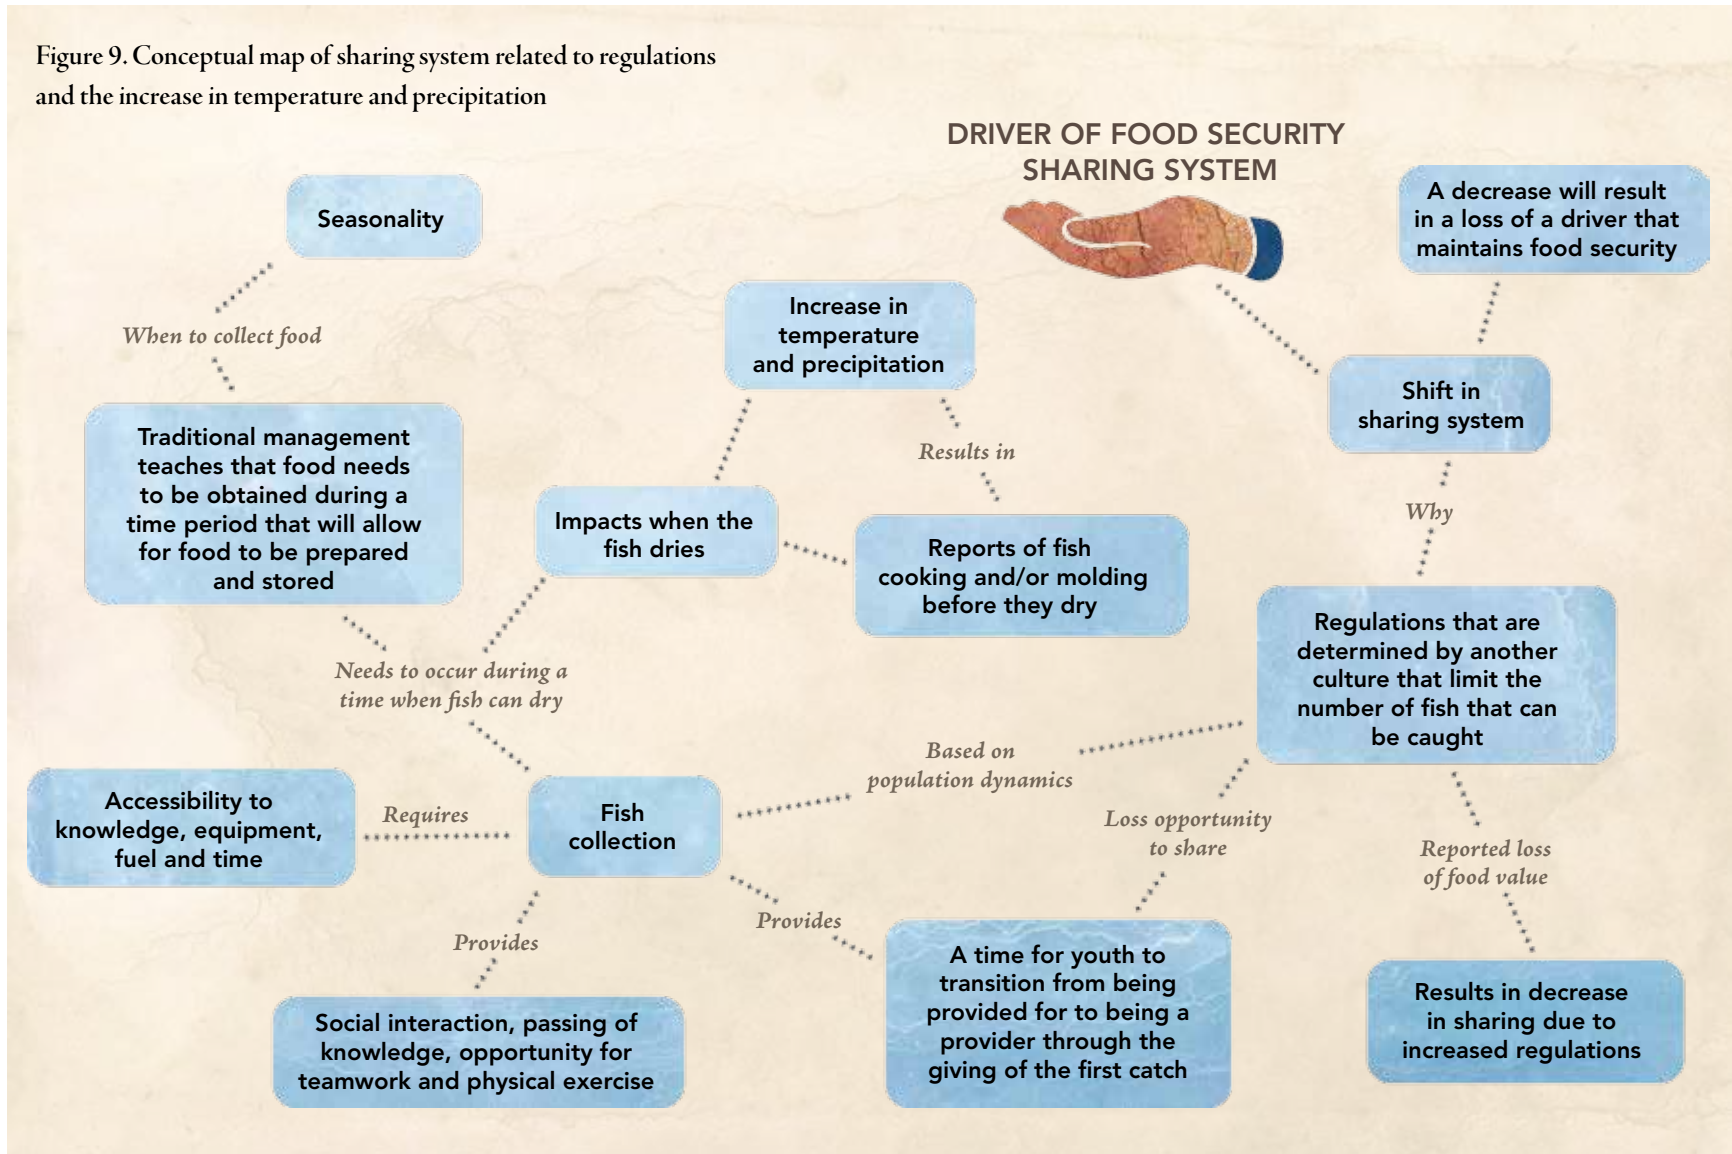 Figure 9. Conceptual map of sharing system related to regulations
and the increase in temperature and precipitation
DRIVER OF FOOD SECURITY
SHARING SYSTEM
A decrease will result
in a loss of a driver that
maintains food security
Seasonality
When to collect food
Increase in
temperature
and precipitation
Shift in
sharing system
Traditional management
teaches that food needs
to be obtained during a
time period that will allow
for food to be prepared
and stored
Results in
Why
Impacts when the
fish dries
Reports of fish
cooking and/or molding
before they dry
Regulations that are
determined by another
culture that limit the
number of fish that can
be caught
Needs to occur during a
time when fish can dry
Based on
population dynamics
Accessibility to
knowledge, equipment,
fuel and time
Requires
Fish
collection
Loss opportunity
to share
Reported loss
of food value
Provides
Provides
A time for youth to
transition from being
provided for to being a
provider through the
giving of the first catch
Results in decrease
in sharing due to
increased regulations
Social interaction, passing of
knowledge, opportunity for
teamwork and physical exercise